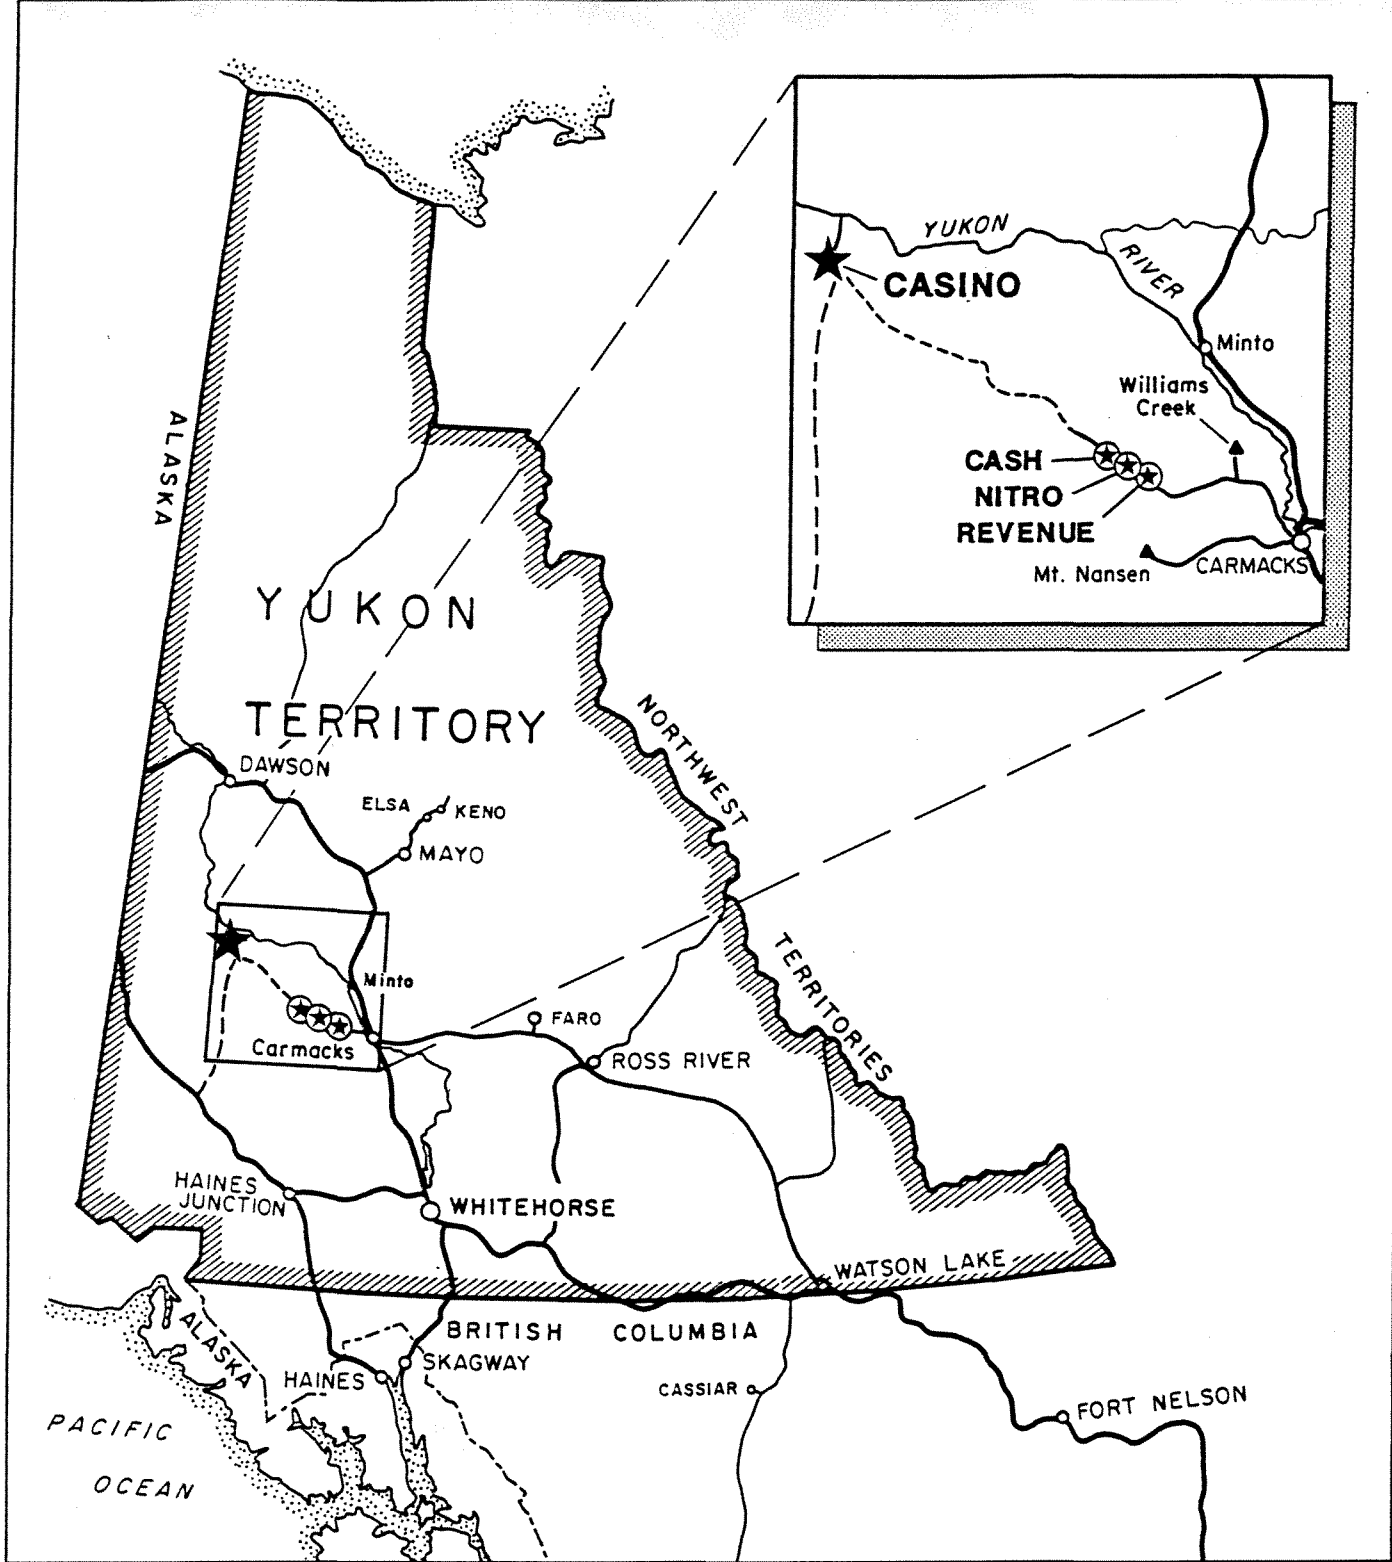 YUKON
RIVER
CASINO
Minto
Williams
Creek
CASH
NITRO
REVENUE
Mt. Nansen
CARMACKS
ALASKA
YUKON
TERRITORY
NORTHWEST
TERRITORIES
DAWSON
ELSA
KENO
MAYO
Minto
Carmacks
FARO
ROSS RIVER
HAINES
JUNCTION
WHITEHORSE
WATSON LAKE
BRITISH COLUMBIA
ALASKA
HAINES
SKAGWAY
CASSIAR
FORT NELSON
PACIFIC
OCEAN